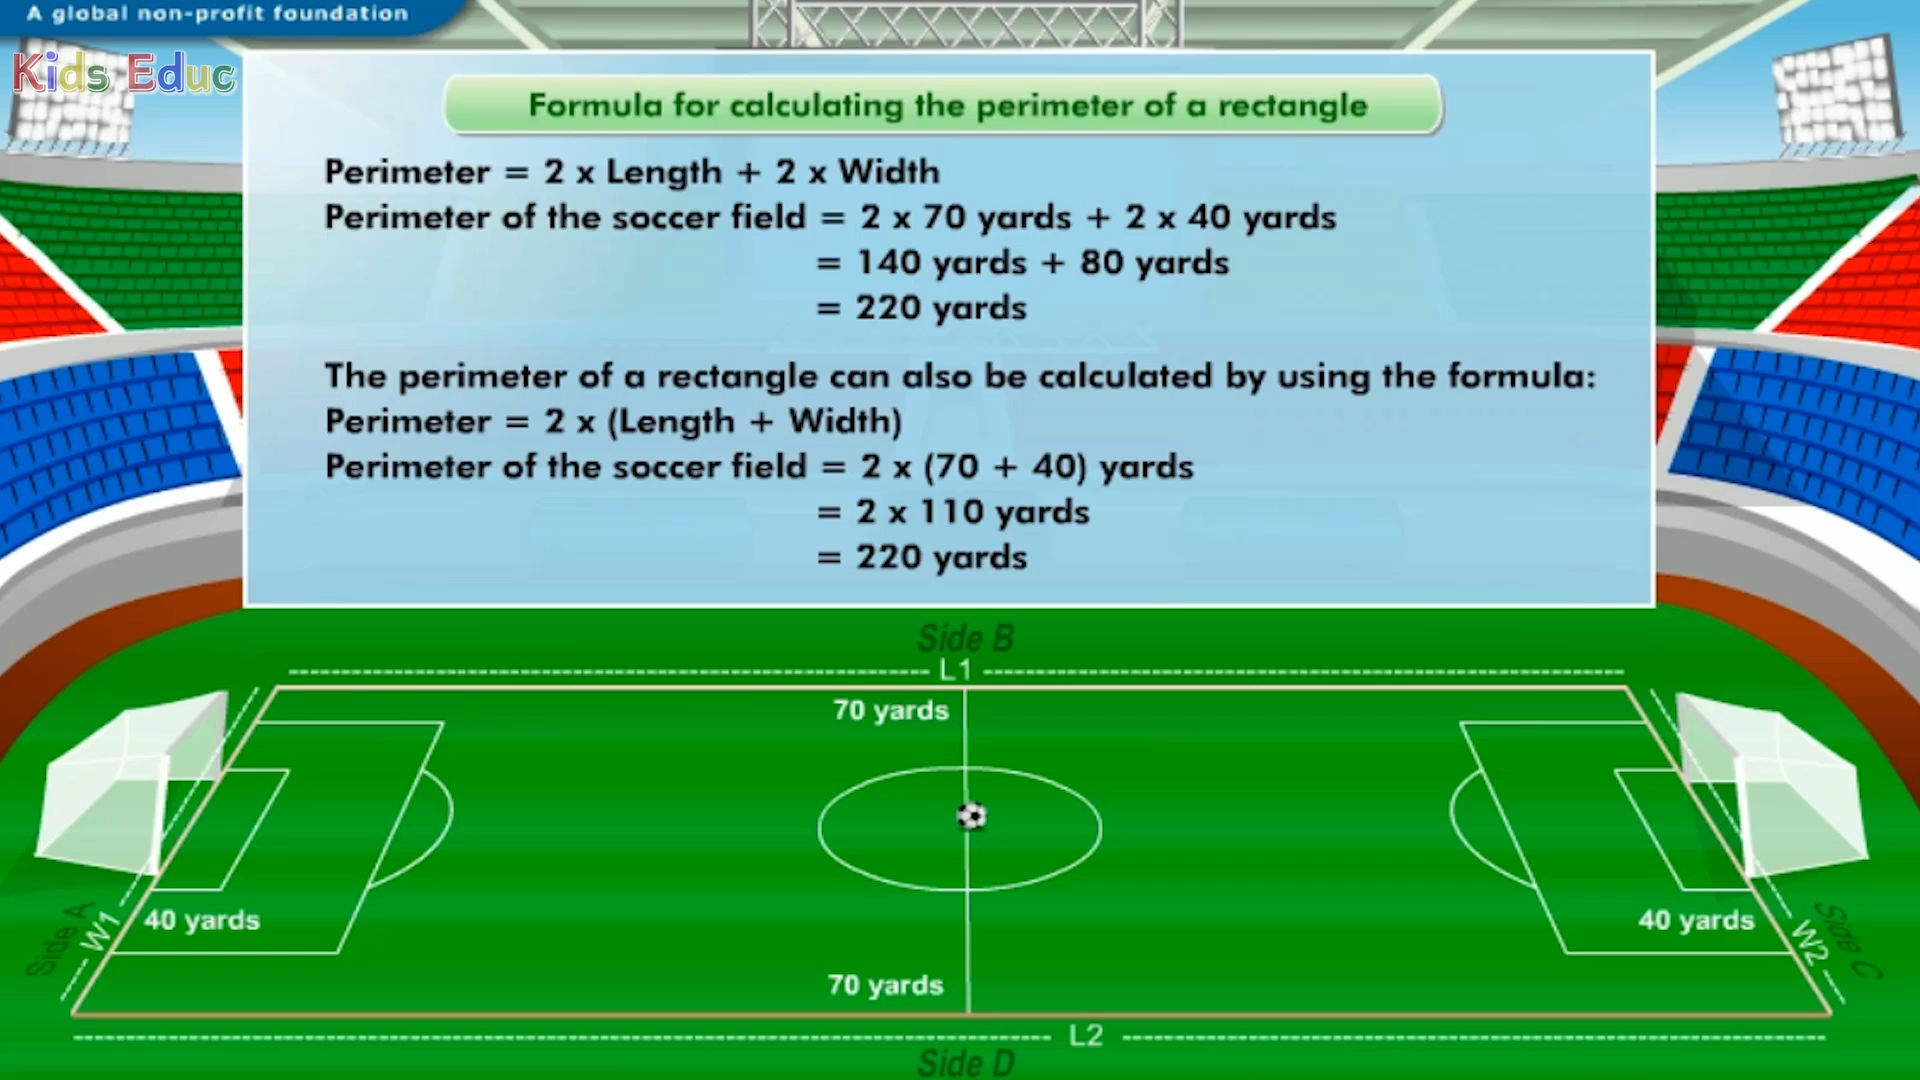 A global non-profit foundation
Kids Educ
Formula for calculating the perimeter of a rectangle
Perimeter = 2 x Length + 2 x Width
Perimeter of the soccer field = 2 x 70 yards + 2 x 40 yards
= 140 yards + 80 yards
= 220 yards
The perimeter of a rectangle can also be calculated by using the formula:
Perimeter = 2 x (Length + Width)
Perimeter of the soccer field = 2 x (70 + 40) yards
= 2 x 110 yards
= 220 yards
Side B
L1
70 yards
Side A
W1
40 yards
40 yards
W2
Side C
70 yards
L2
Side D